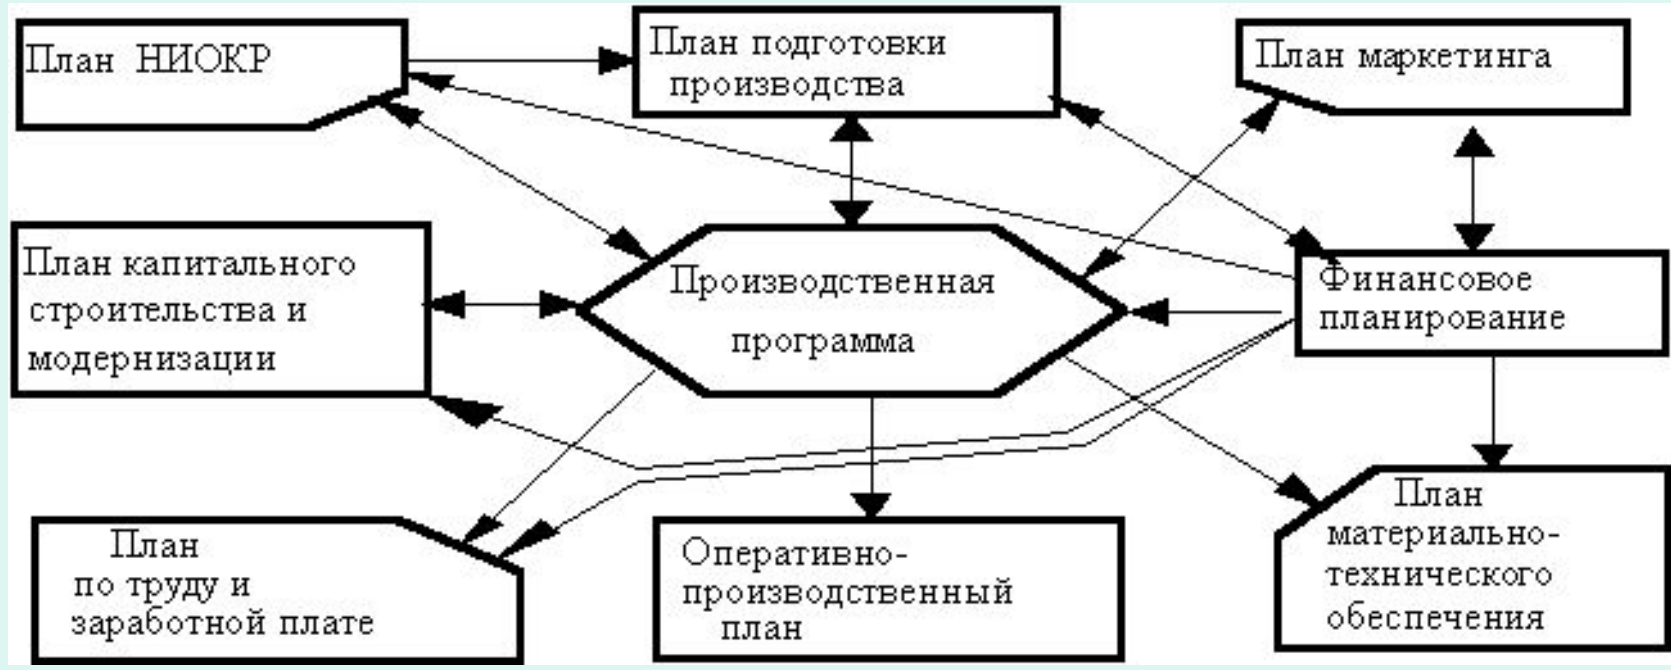 План НИОКР
План подготовки
производства
План маркетинга
План капитального
строительства и
модернизации
Производственная
программа
Финансовое
планирование
План
по труду и
заработной плате
Оперативно-
производственный
план
План
материально-
технического
обеспечения